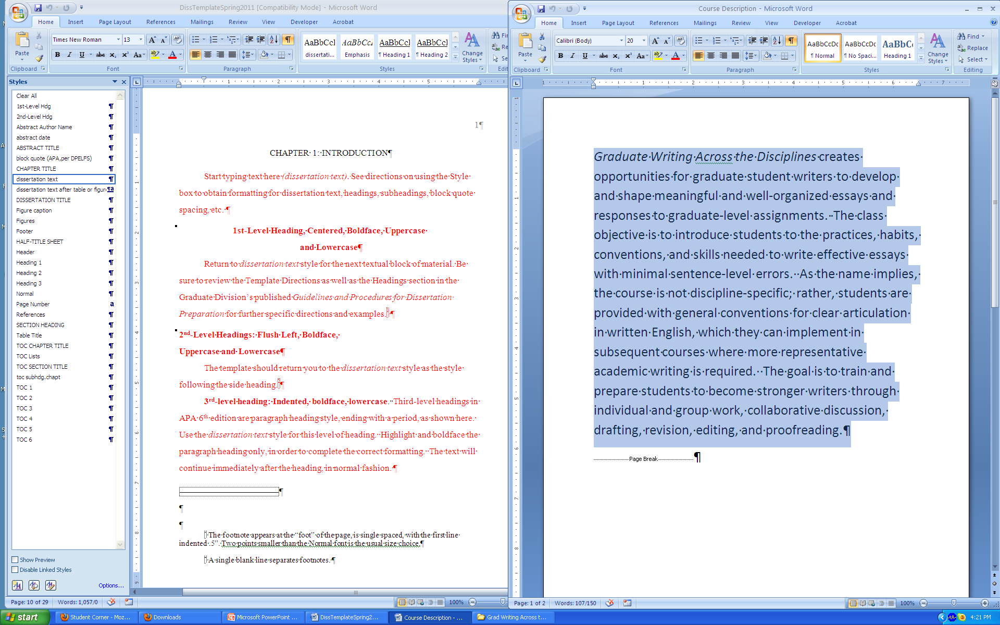 DissTemplateSpring2011 [Compatibility Mode] - Microsoft Word
Home Insert Page Layout References Mailings Review View Developer Acrobat
Times New Roman 13
Paste
Clipboard Font Paragraph Styles
AaBbCcI AaBbCcI AaBbCcI AaBbCcI
dissertati... Emphasis ¶ Heading 1 ¶ Heading 2
Change Styles
Styles
Clear All
1st-Level Hdg
2nd-Level Hdg
Abstract Author Name
abstract date
ABSTRACT TITLE
block quote (APA,per DPELFS)
CHAPTER TITLE
dissertation text
dissertation text after table or figur
DISSERTATION TITLE
Figure caption
Figures
Footer
HALF-TITLE SHEET
Header
Heading 1
Heading 2
Heading 3
Normal
Page Number
References
SECTION HEADING
Table Title
TOC CHAPTER TITLE
TOC Lists
TOC SECTION TITLE
toc subhdg.chapt
TOC 1
TOC 2
TOC 3
TOC 4
TOC 5
TOC 6
Show Preview
Disable Linked Styles
Options...
1¶
CHAPTER 1: INTRODUCTION¶
Start typing text here (dissertation text). See directions on using the Style
box to obtain formatting for dissertation text, headings, subheadings, block quote
spacing, etc. ¶
1st-Level Heading, Centered, Boldface, Uppercase
and Lowercase¶
Return to dissertation text style for the next textual block of material. Be
sure to review the Template Directions as well as the Headings section in the
Graduate Division's published Guidelines and Procedures for Dissertation
Preparation for further specific directions and examples. ¶
2nd-Level Headings: Flush Left, Boldface,
Uppercase and Lowercase¶
The template should return you to the dissertation text style as the style
following the side heading. ¶
3rd-level heading: Indented, boldface, lowercase. Third-level headings in
APA 6th edition are paragraph heading style, ending with a period, as shown here.
Use the dissertation text style for this level of heading. Highlight and boldface the
paragraph heading only, in order to complete the correct formatting. The text will
continue immediately after the heading, in normal fashion. ¶
¶
¶
¶
The footnote appears at the “foot” of the page, is single spaced, with the first line
indented .5”. Two points smaller than the Normal font is the usual size choice.¶
A single blank line separates footnotes. ¶
Page: 10 of 29 Words: 1,057/0 100%
Course Description - Microsoft Word
Home Insert Page Layout References Mailings Review View Developer Acrobat
Calibri (Body) 20
Paste
AaBbCcDc AaBbCcDc AaBbCc
¶ Normal ¶ No Spaci... Heading 1
Change Styles
Find
Replace
Select
Clipboard Font Paragraph Styles Editing
Graduate Writing Across the Disciplines creates
opportunities for graduate student writers to develop
and shape meaningful and well-organized essays and
responses to graduate-level assignments. The class
objective is to introduce students to the practices, habits,
conventions, and skills needed to write effective essays
with minimal sentence-level errors. As the name implies,
the course is not discipline-specific; rather, students are
provided with general conventions for clear articulation
in written English, which they can implement in
subsequent courses where more representative
academic writing is required. The goal is to train and
prepare students to become stronger writers through
individual and group work, collaborative discussion,
drafting, revision, editing, and proofreading.¶
Page Break ¶
Page: 1 of 2 Words: 107/150 100%
start Student Corner - Moz... Downloads Microsoft PowerPoint ... DissTemplateSpring2... Course Description - ... Grad Writing Across t... 4:21 PM